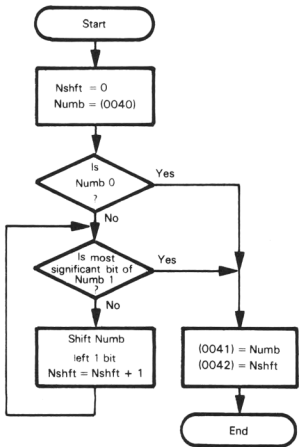 Start
Nshft = 0
Numb = (0040)
Is
Numb 0
?
Yes
No
Is most
significant bit of
Numb 1
?
Yes
No
Shift Numb
left 1 bit
Nshft = Nshft + 1
(0041) = Numb
(0042) = Nshft
End